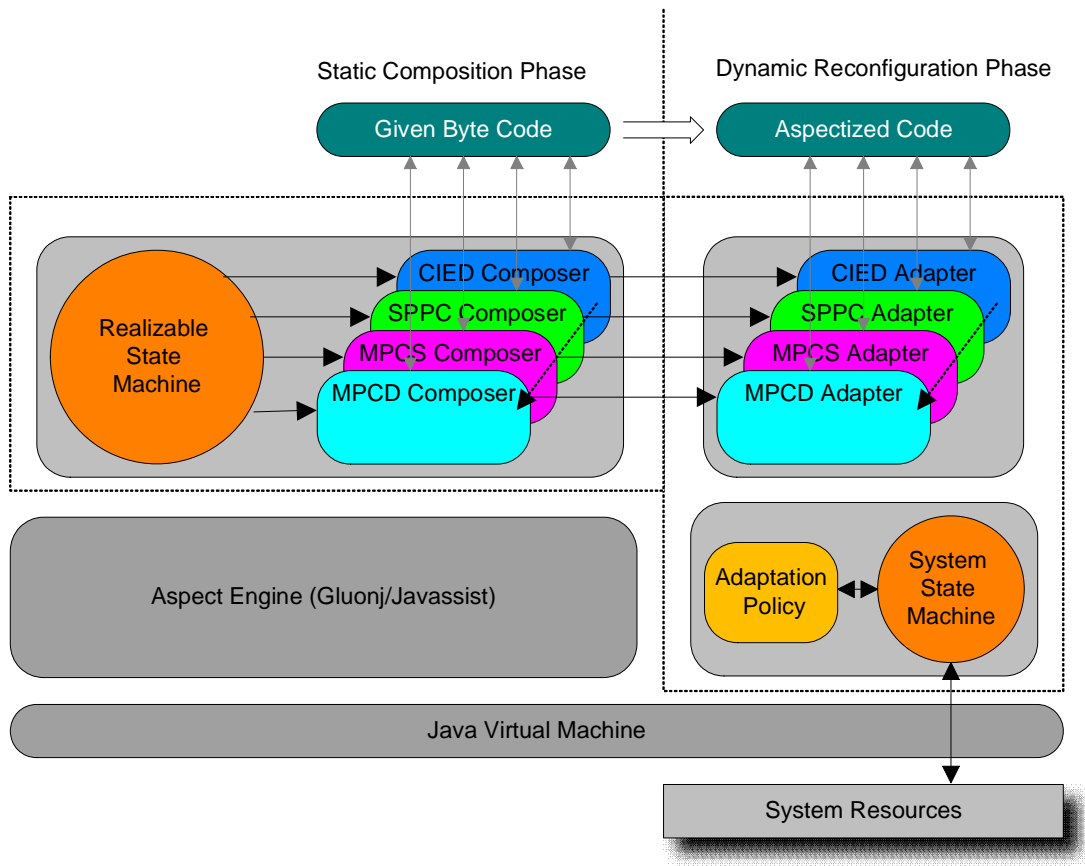 Static Composition Phase
Dynamic Reconfiguration Phase
Given Byte Code
Aspectized Code
CIED Composer
CIED Adapter
SPPC Composer
SPPC Adapter
Realizable
State
Machine
MPCS Composer
MPCS Adapter
MPCD Composer
MPCD Adapter
Aspect Engine (Gluonj/Javassist)
Adaptation
Policy
System
State
Machine
Java Virtual Machine
System Resources